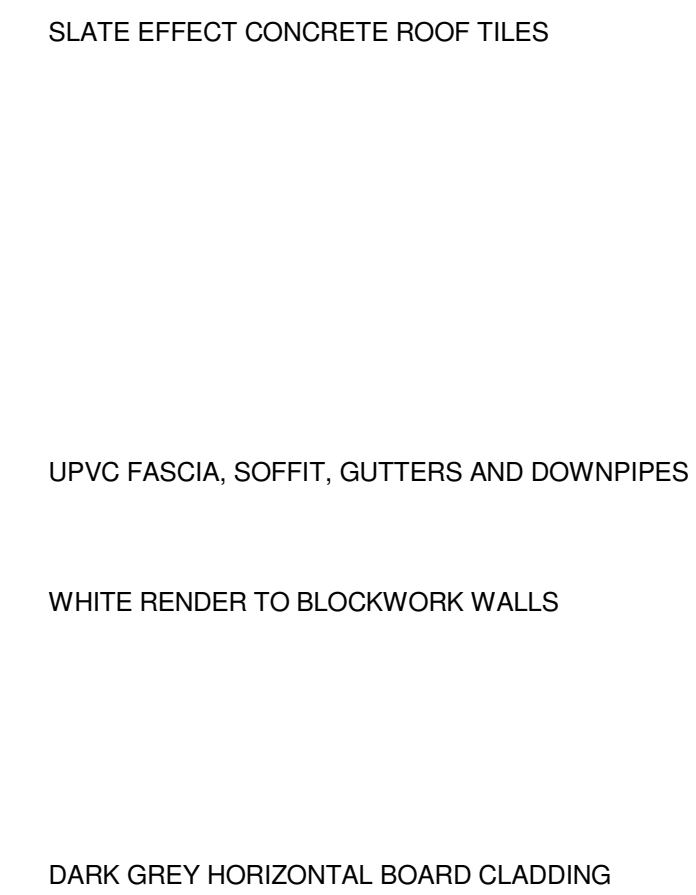 SLATE EFFECT CONCRETE ROOF TILES
UPVC FASCIA, SOFFIT, GUTTERS AND DOWNPIPES
WHITE RENDER TO BLOCKWORK WALLS
DARK GREY HORIZONTAL BOARD CLADDING